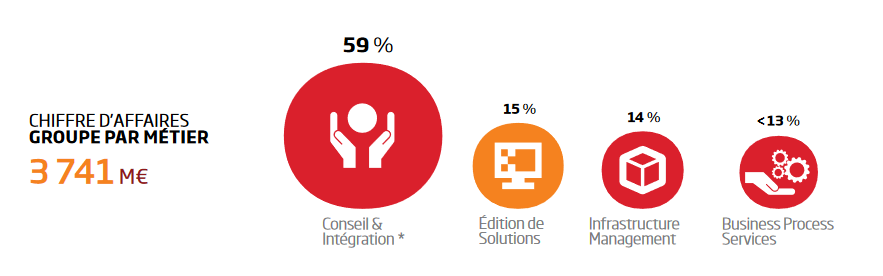 59 %
15 %
14 %
<13 %
CHIFFRE D'AFFAIRES
GROUPE PAR MÉTIER
3 741 M€
Conseil &
Intégration *
Édition de
Solutions
Infrastructure
Management
Business Process
Services